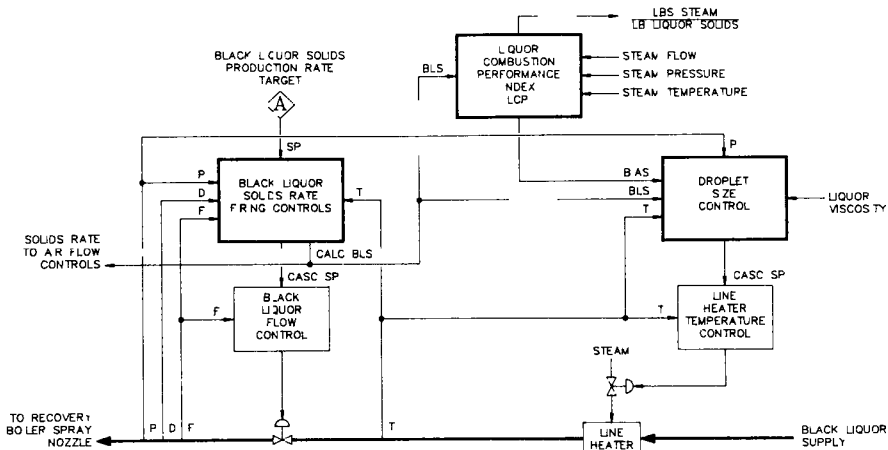 LBS STEAM
LB LIQUOR SOLIDS
BLACK LIQUOR SOLIDS
PRODUCTION RATE
TARGET
A
SP
BLS
LIQUOR
COMBUSTION
PERFORMANCE
NDEX
LCP
STEAM FLOW
STEAM PRESSURE
STEAM TEMPERATURE
P
P
D
F
BLACK LIQUOR
SOLIDS RATE
FIRING CONTROLS
T
BIAS
BLS
T
DROPLET
SIZE
CONTROL
LIQUOR
VISCOSITY
SOLIDS RATE
TO AIR FLOW
CONTROLS
CALC BLS
CASC SP
CASC SP
F
BLACK
LIQUOR
FLOW
CONTROL
T
LINE
HEATER
TEMPERATURE
CONTROL
STEAM
TO RECOVERY
BOILER SPRAY
NOZZLE
P
D
F
T
LINE
HEATER
BLACK LIQUOR
SUPPLY